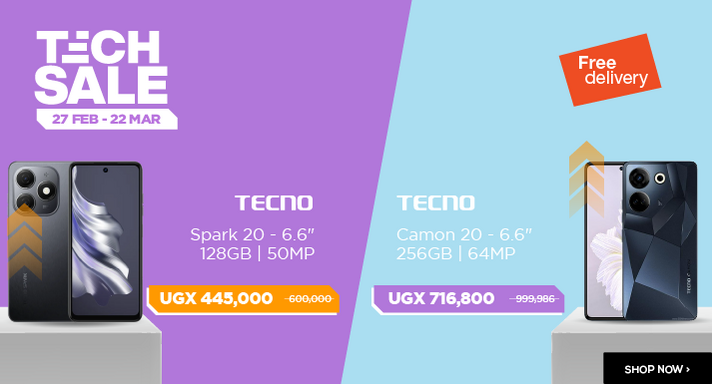 TECH
SALE
27 FEB - 22 MAR
Free
delivery
TECNO
Spark 20 - 6.6"
128GB | 50MP
UGX 445,000 600,000
TECNO
Camon 20 - 6.6"
256GB | 64MP
UGX 716,800 999,986
SHOP NOW ›